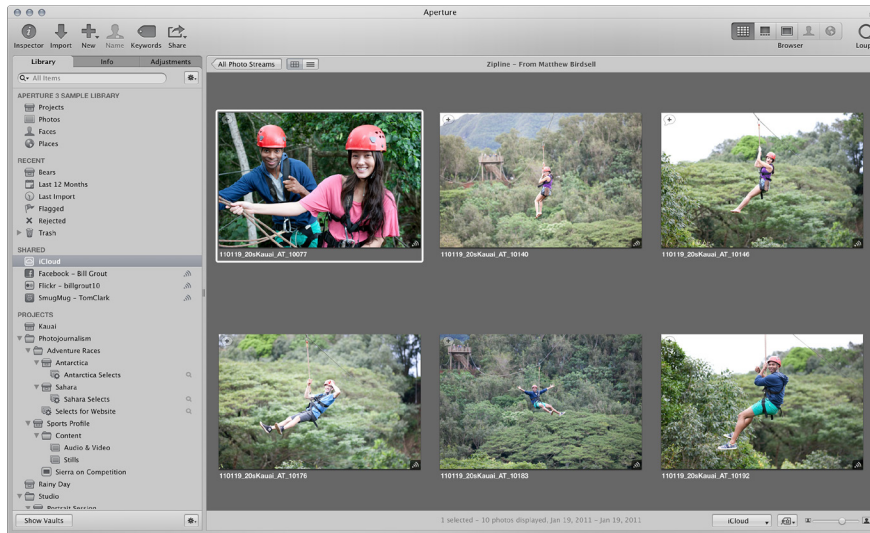 Aperture
Inspector Import New Name Keywords Share
Browser
Loup
Library Info Adjustments
All Photo Streams
Zipline – From Matthew Birdsell
All Items
APERTURE 3 SAMPLE LIBRARY
Projects
Photos
Faces
Places
RECENT
Bears
Last 12 Months
Last Import
Flagged
Rejected
Trash
SHARED
iCloud
Facebook – Bill Grout
Flickr – billgrout10
SmugMug – TomClark
PROJECTS
Kauai
Photojournalism
Adventure Races
Antarctica
Antarctica Selects
Sahara
Sahara Selects
Selects for Website
Sports Profile
Content
Audio & Video
Stills
Sierra on Competition
Rainy Day
Studio
Portrait Session
Show Vaults
110119_20sKauai_AT_10077
110119_20sKauai_AT_10140
110119_20sKauai_AT_10146
110119_20sKauai_AT_10176
110119_20sKauai_AT_10183
110119_20sKauai_AT_10192
1 selected – 10 photos displayed, Jan 19, 2011 – Jan 19, 2011
iCloud